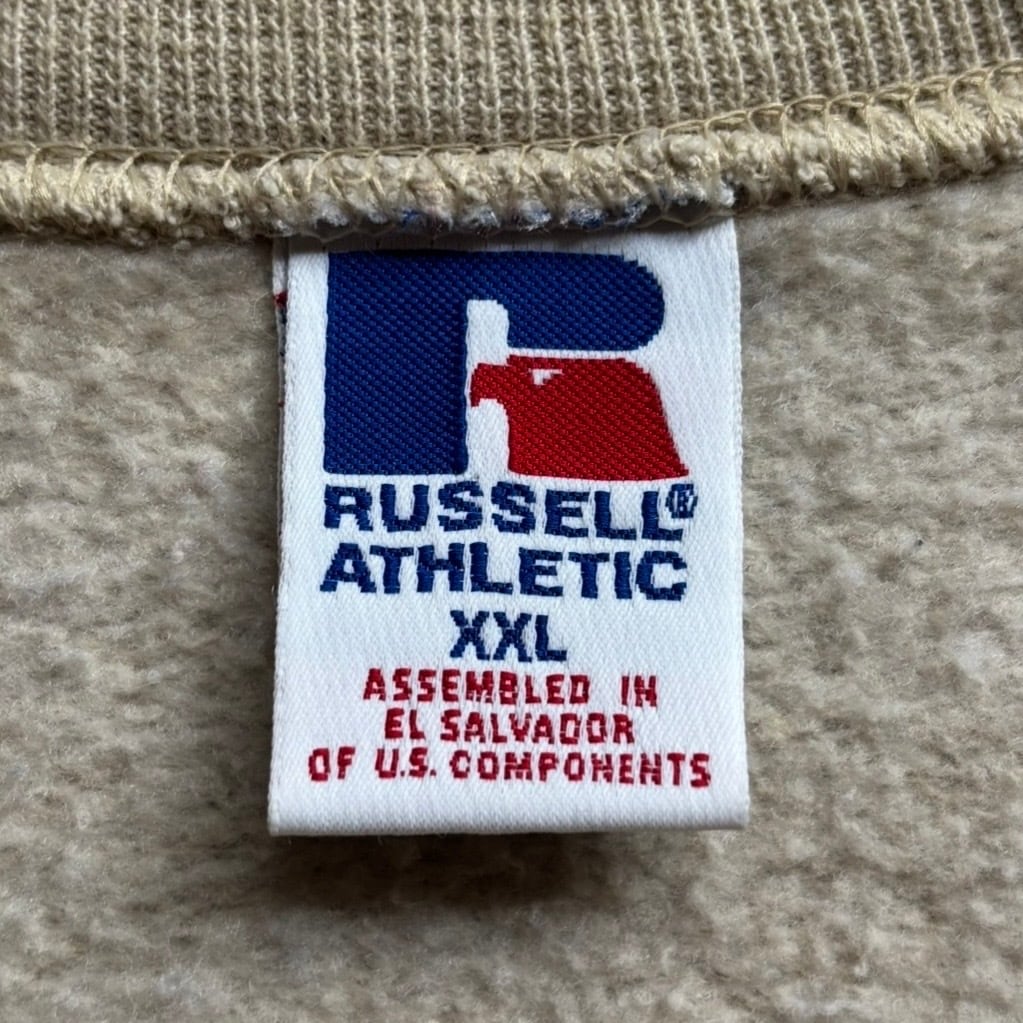 RUSSELL®
ATHLETIC
XXL
ASSEMBLED IN
EL SALVADOR
OF U.S. COMPONENTS